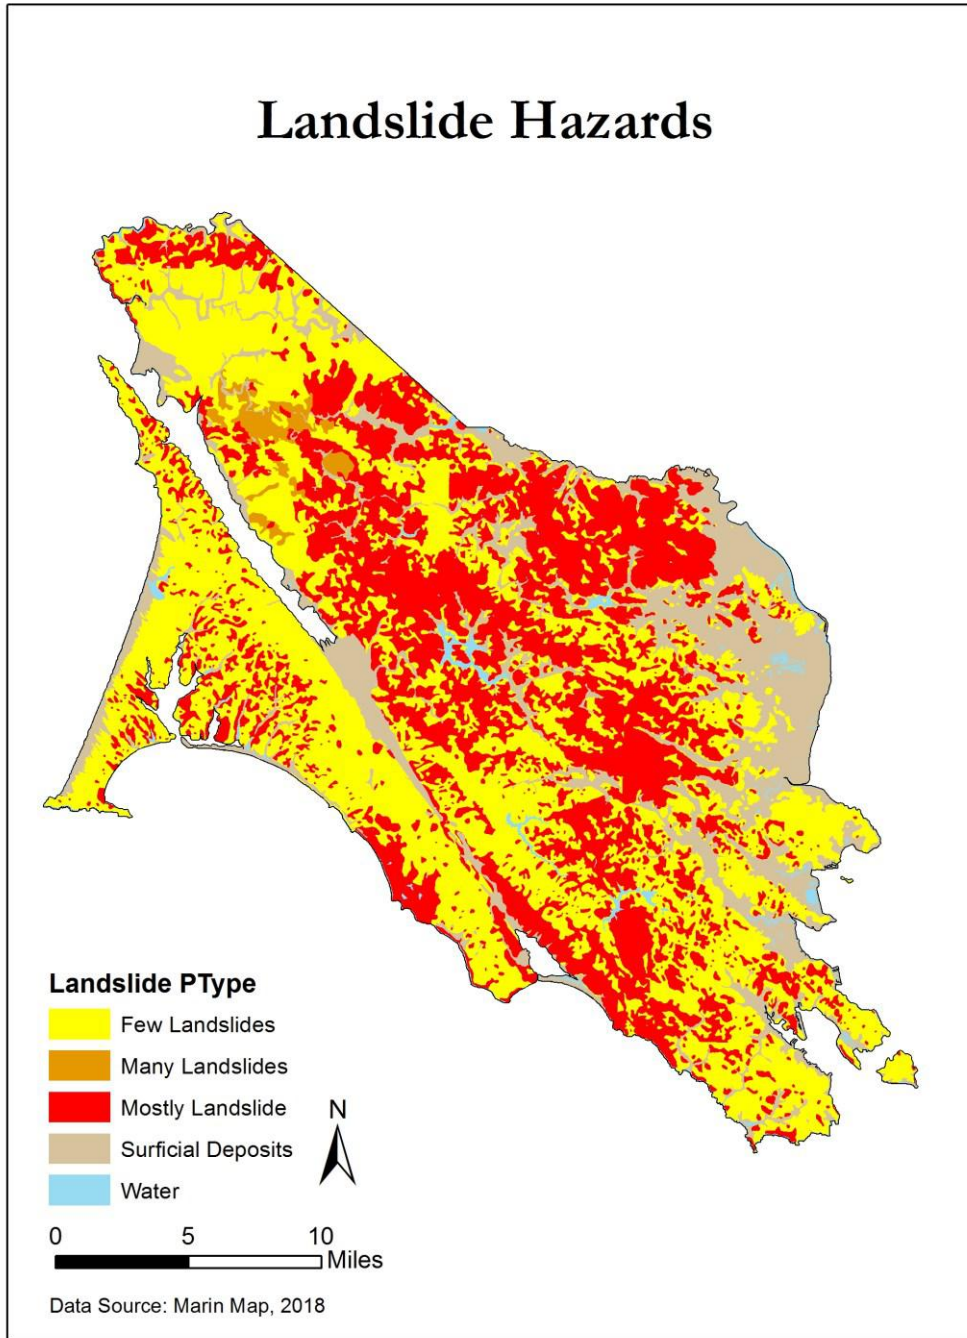 Landslide Hazards
Landslide PType
Few Landslides
Many Landslides
Mostly Landslide
Surficial Deposits
Water
N
0 5 10
Miles
Data Source: Marin Map, 2018